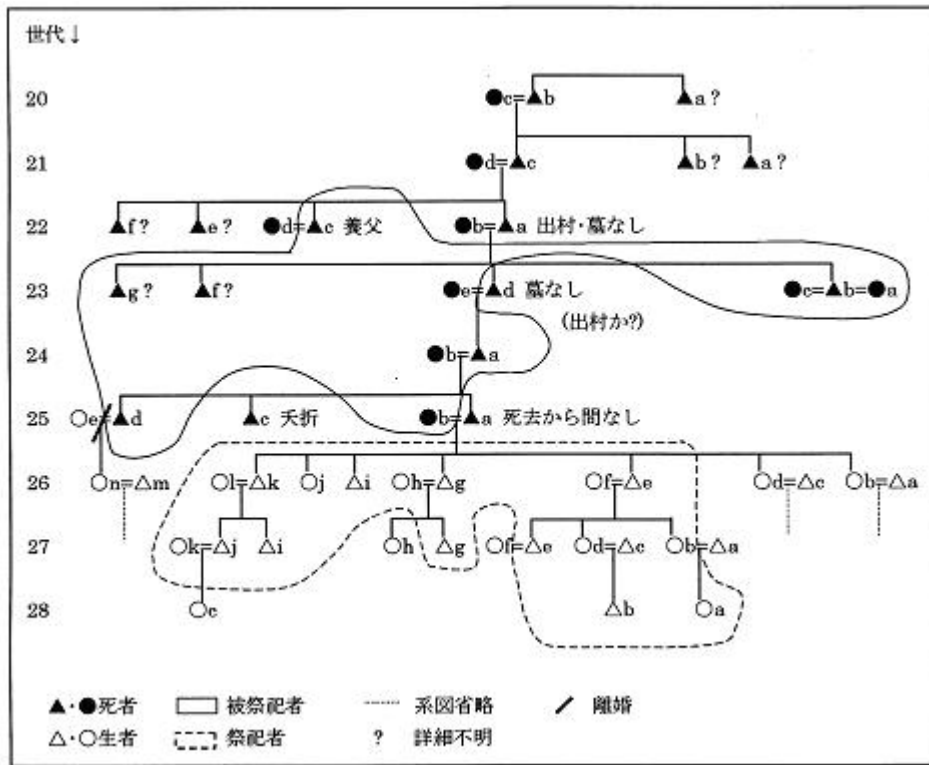 世代↓
20 ●c=▲b ▲a?
21 ●d=▲c ▲b? ▲a?
22 ▲f? ▲e? ●d=▲c 養父 ●b=▲a 出村・墓なし
23 ▲g? ▲f? ●e=▲d 墓なし ●c=▲b=●a
(出村か?)
24 ●b=▲a
25 ○e=▲d ▲c 夭折 ●b=▲a 死去から間なし
26 ○n=△m ○l=△k ○j △i ○h=△g ○f=△e ○d=△c ○b=△a
27 ○k=△j △i ○h △g ○f=△e ○d=△c ○b=△a
28 ○c △b ○a
▲・●死者 被祭祀者 系図省略 離婚
△・○生者 祭祀者 ? 詳細不明